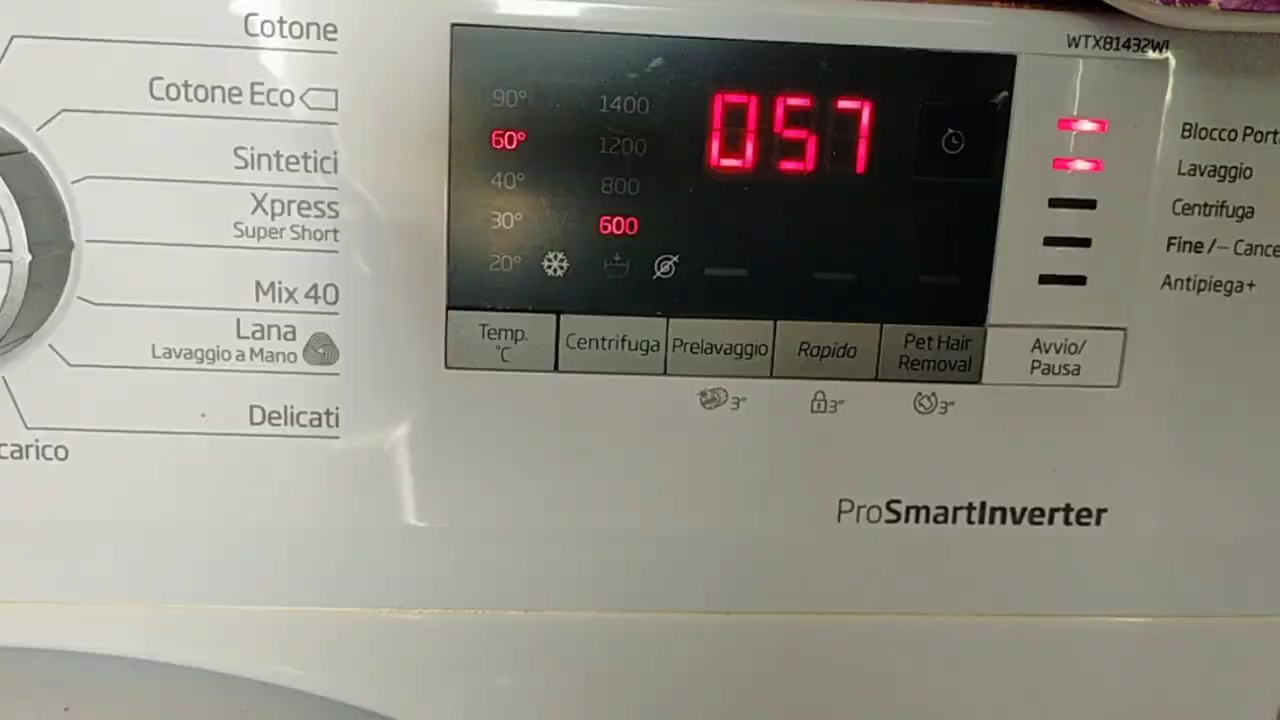 Cotone
Cotone Eco
Sintetici
Xpress
Super Short
Mix 40
Lana
Lavaggio a Mano
Delicati
carico
WTX81432WI
90°
60°
40°
30°
20°
1400
1200
800
600
057
Blocco Port
Lavaggio
Centrifuga
Fine /- Cance
Antipiega+
Temp.
°C
Centrifuga
Prelavaggio
Rapido
Pet Hair
Removal
Avvio/
Pausa
3"
3"
3"
ProSmartInverter